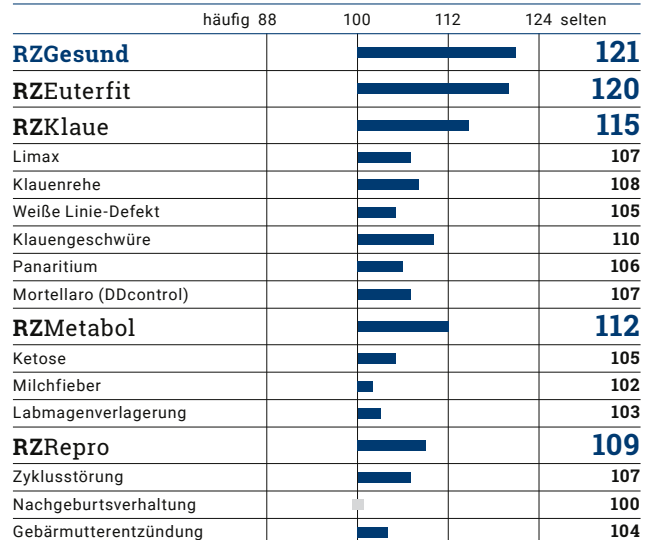 häufig 88 100 112 124 selten
RZGesund 121
RZEuterfit 120
RZKlaue 115
Limax 107
Klauenrehe 108
Weiße Linie-Defekt 105
Klauengeschwüre 110
Panaritium 106
Mortellaro (DDcontrol) 107
RZMetabol 112
Ketose 105
Milchfieber 102
Labmagenverlagerung 103
RZRepro 109
Zyklusstörung 107
Nachgeburtsverhaltung 100
Gebärmutterentzündung 104